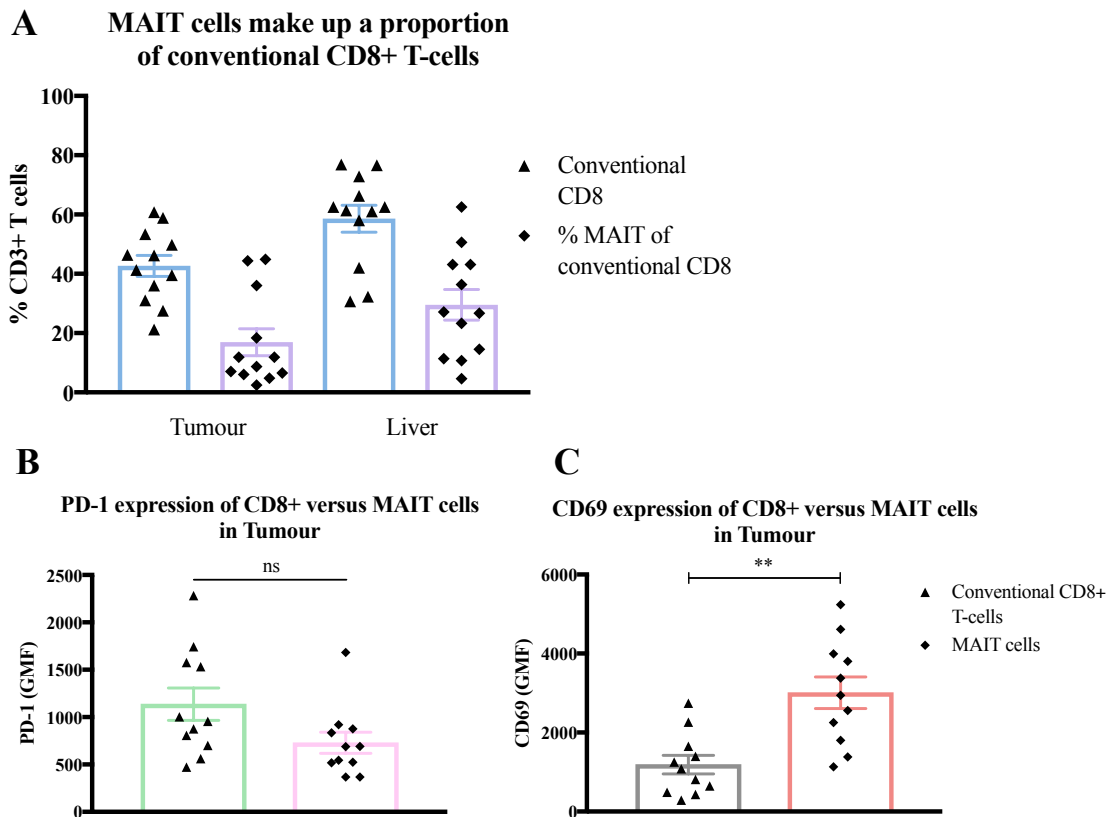 A
MAIT cells make up a proportion
of conventional CD8+ T-cells
% CD3+ T cells
100
80
60
40
20
0
Tumour
Liver
Conventional
CD8
% MAIT of
conventional CD8
B
PD-1 expression of CD8+ versus MAIT cells
in Tumour
PD-1 (GMF)
2500
2000
1500
1000
500
0
ns
C
CD69 expression of CD8+ versus MAIT cells
in Tumour
CD69 (GMF)
6000
4000
2000
0
**
Conventional CD8+
T-cells
MAIT cells